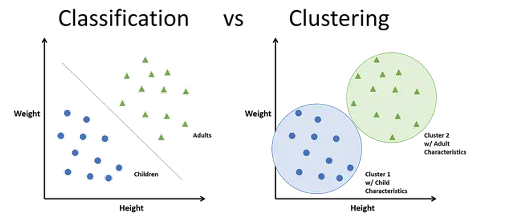 Classification vs Clustering
Weight
Adults
Children
Height
Weight
Cluster 2
w/ Adult
Characteristics
Cluster 1
w/ Child
Characteristics
Height